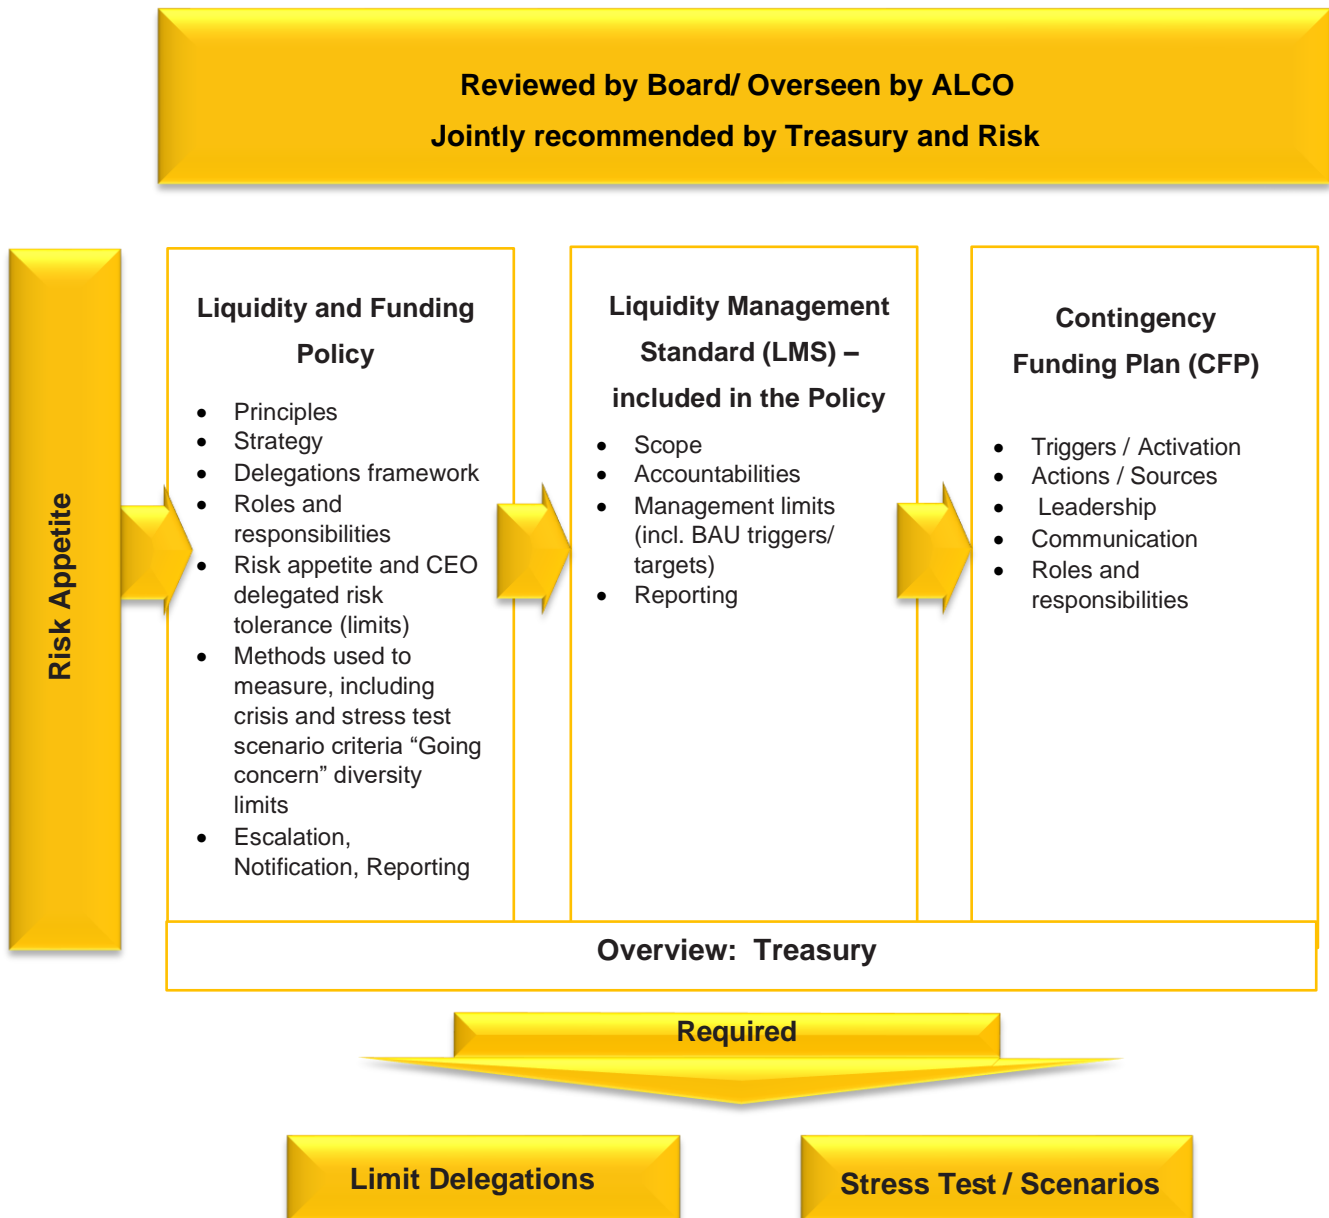 Reviewed by Board/ Overseen by ALCO
Jointly recommended by Treasury and Risk
Risk Appetite
Liquidity and Funding
Policy
• Principles
• Strategy
• Delegations framework
• Roles and
responsibilities
• Risk appetite and CEO
delegated risk
tolerance (limits)
• Methods used to
measure, including
crisis and stress test
scenario criteria “Going
concern” diversity
limits
• Escalation,
Notification, Reporting
Liquidity Management
Standard (LMS) –
included in the Policy
• Scope
• Accountabilities
• Management limits
(incl. BAU triggers/
targets)
• Reporting
Contingency
Funding Plan (CFP)
• Triggers / Activation
• Actions / Sources
• Leadership
• Communication
• Roles and
responsibilities
Overview: Treasury
Required
Limit Delegations
Stress Test / Scenarios